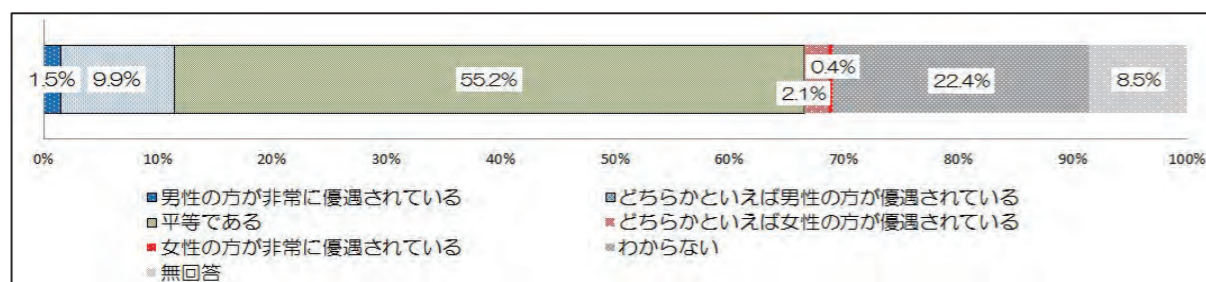 0.4%
1.5% 9.9% 55.2% 22.4% 8.5%
2.1%
0% 10% 20% 30% 40% 50% 60% 70% 80% 90% 100%
男性の方が非常に優遇されている どちらかといえば男性の方が優遇されている
平等である どちらかといえば女性の方が優遇されている
女性の方が非常に優遇されている わからない
無回答